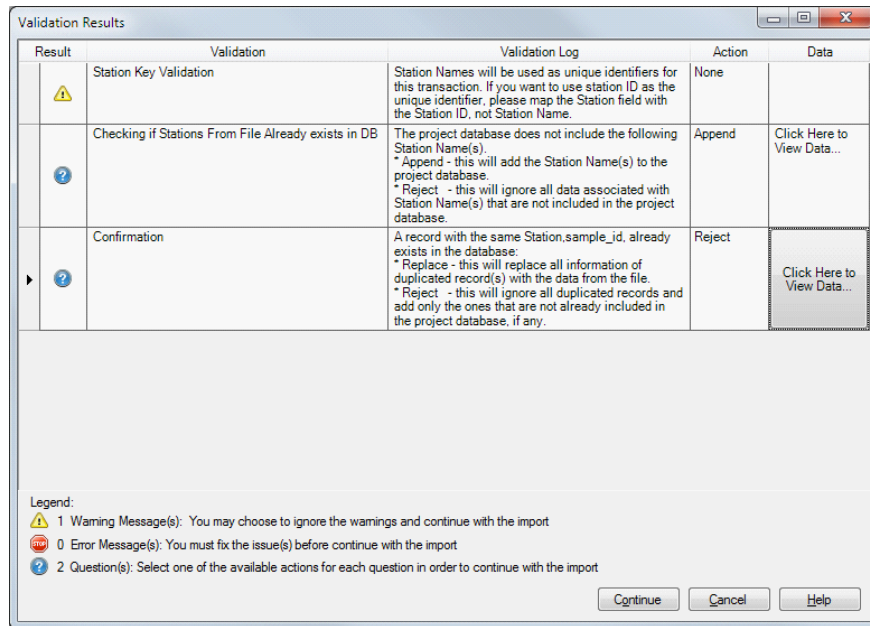 Validation Results
Result Validation Validation Log Action Data
Station Key Validation
Station Names will be used as unique identifiers for
this transaction. If you want to use station ID as the
unique identifier, please map the Station field with
the Station ID, not Station Name.
None
Checking if Stations From File Already exists in DB
The project database does not include the following
Station Name(s).
* Append - this will add the Station Name(s) to the
project database.
* Reject - this will ignore all data associated with
Station Name(s) that are not included in the project
database.
Append
Click Here to
View Data...
Confirmation
A record with the same Station,sample_id, already
exists in the database:
* Replace - this will replace all information of
duplicated record(s) with the data from the file.
* Reject - this will ignore all duplicated records and
add only the ones that are not already included in
the project database, if any.
Reject
Click Here to
View Data...
Legend:
1 Warning Message(s): You may choose to ignore the warnings and continue with the import
STOP 0 Error Message(s): You must fix the issue(s) before continue with the import
2 Question(s): Select one of the available actions for each question in order to continue with the import
Continue Cancel Help